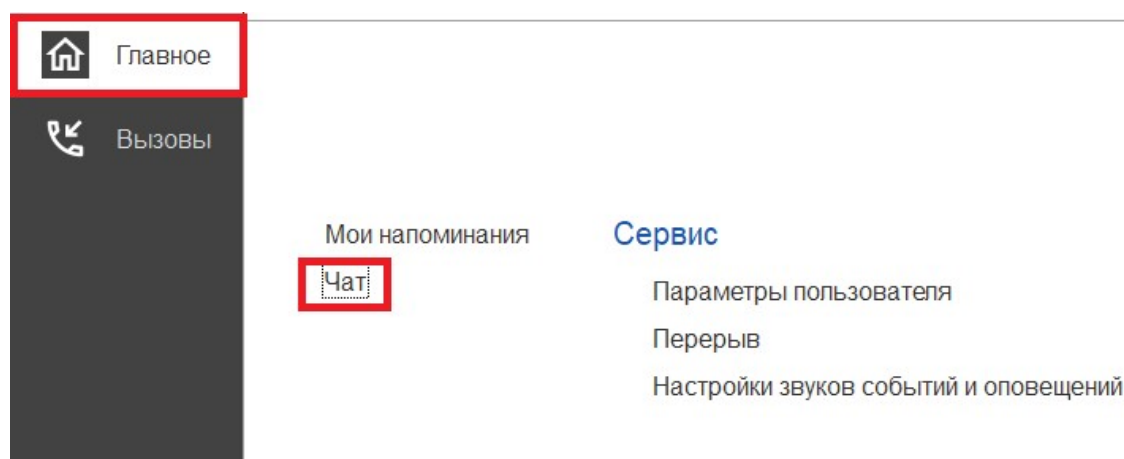 Главное
Вызовы
Мои напоминания
Чат
Сервис
Параметры пользователя
Перерыв
Настройки звуков событий и оповещений